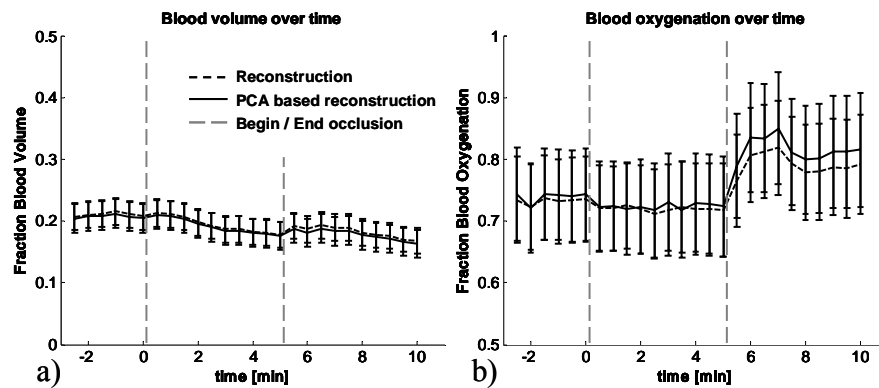 Blood volume over time
0.5
0.4
0.3
0.2
0.1
0
Fraction Blood Volume
Reconstruction
PCA based reconstruction
Begin / End occlusion
-2 0 2 4 6 8 10
time [min]
a)
Blood oxygenation over time
1
0.9
0.8
0.7
0.6
0.5
Fraction Blood Oxygenation
-2 0 2 4 6 8 10
time [min]
b)